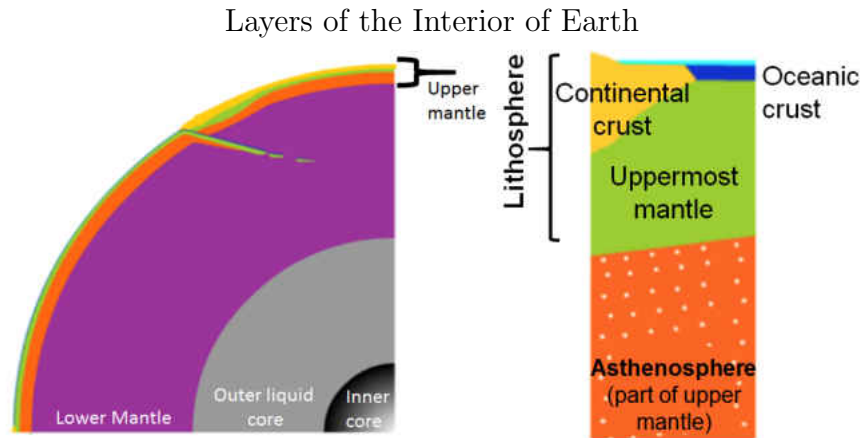 Layers of the Interior of Earth
Upper
mantle
Lower Mantle
Outer liquid
core
Inner
core
Lithosphere
Continental
crust
Oceanic
crust
Uppermost
mantle
Asthenosphere
(part of upper
mantle)